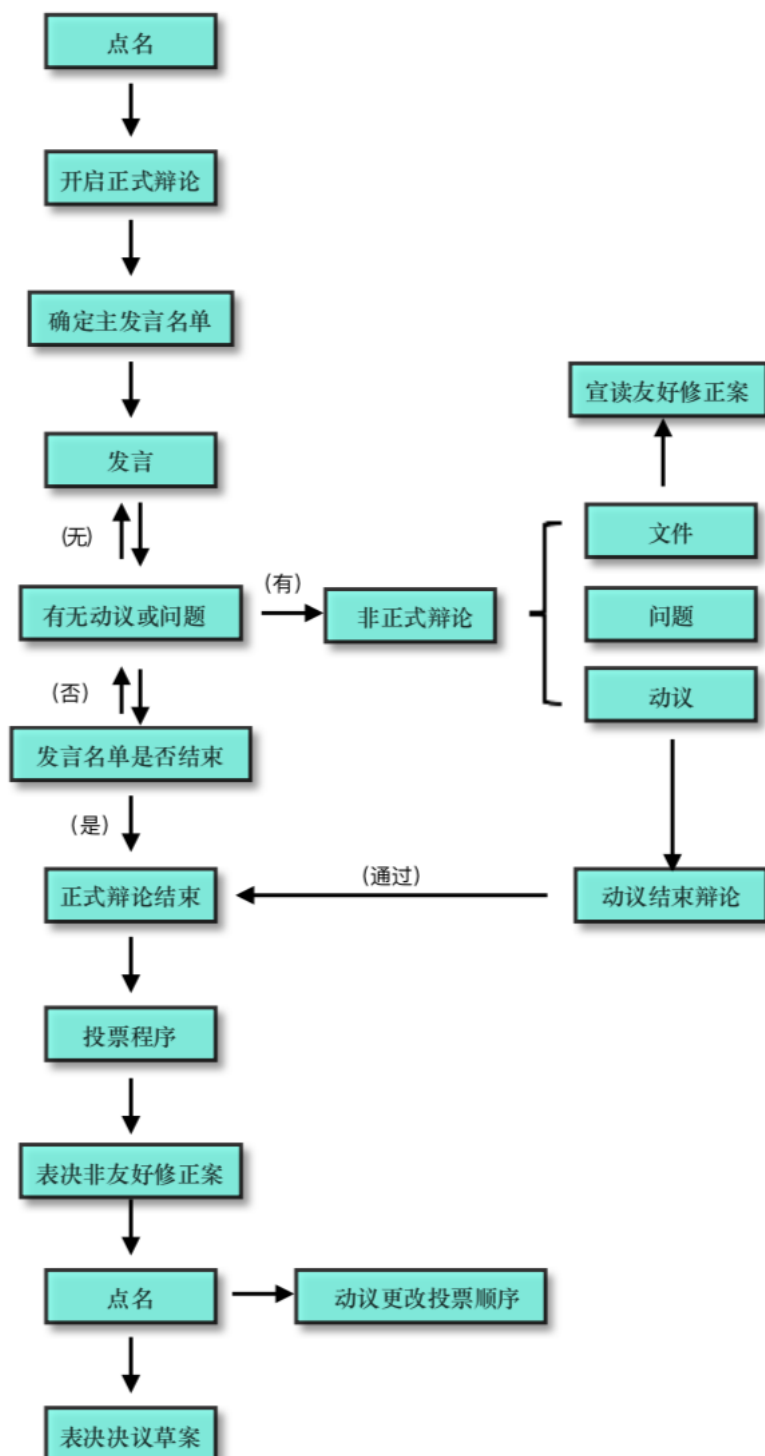 点名
开启正式辩论
确定主发言名单
宣读友好修正案
发言
文件
(无)
(有)
有无动议或问题
非正式辩论
问题
(否)
动议
发言名单是否结束
(是)
(通过)
正式辩论结束
动议结束辩论
投票程序
表决非友好修正案
点名
动议更改投票顺序
表决决议草案